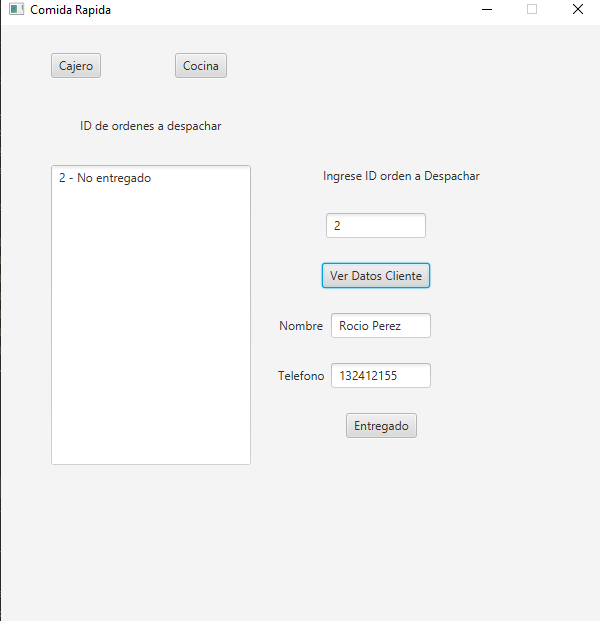 Comida Rapida
Cajero
Cocina
ID de ordenes a despachar
2 - No entregado
Ingrese ID orden a Despachar
2
Ver Datos Cliente
Nombre
Rocio Perez
Telefono
132412155
Entregado